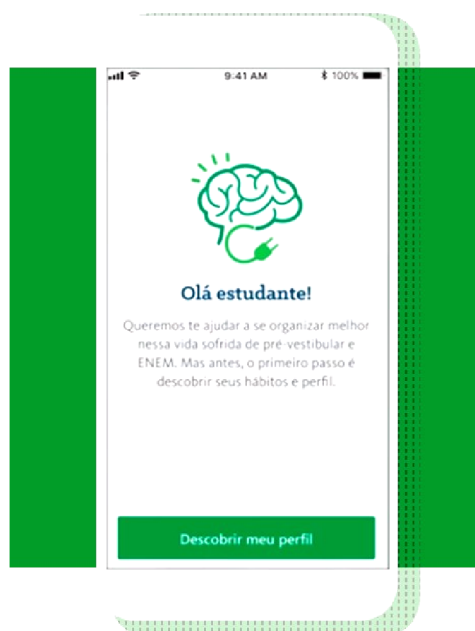 9:41 AM
100%
Olá estudante!
Queremos te ajudar a se organizar melhor
nessa vida sofrida de pré-vestibular e
ENEM. Mas antes, o primeiro passo é
descobrir seus hábitos e perfil.
Descobrir meu perfil